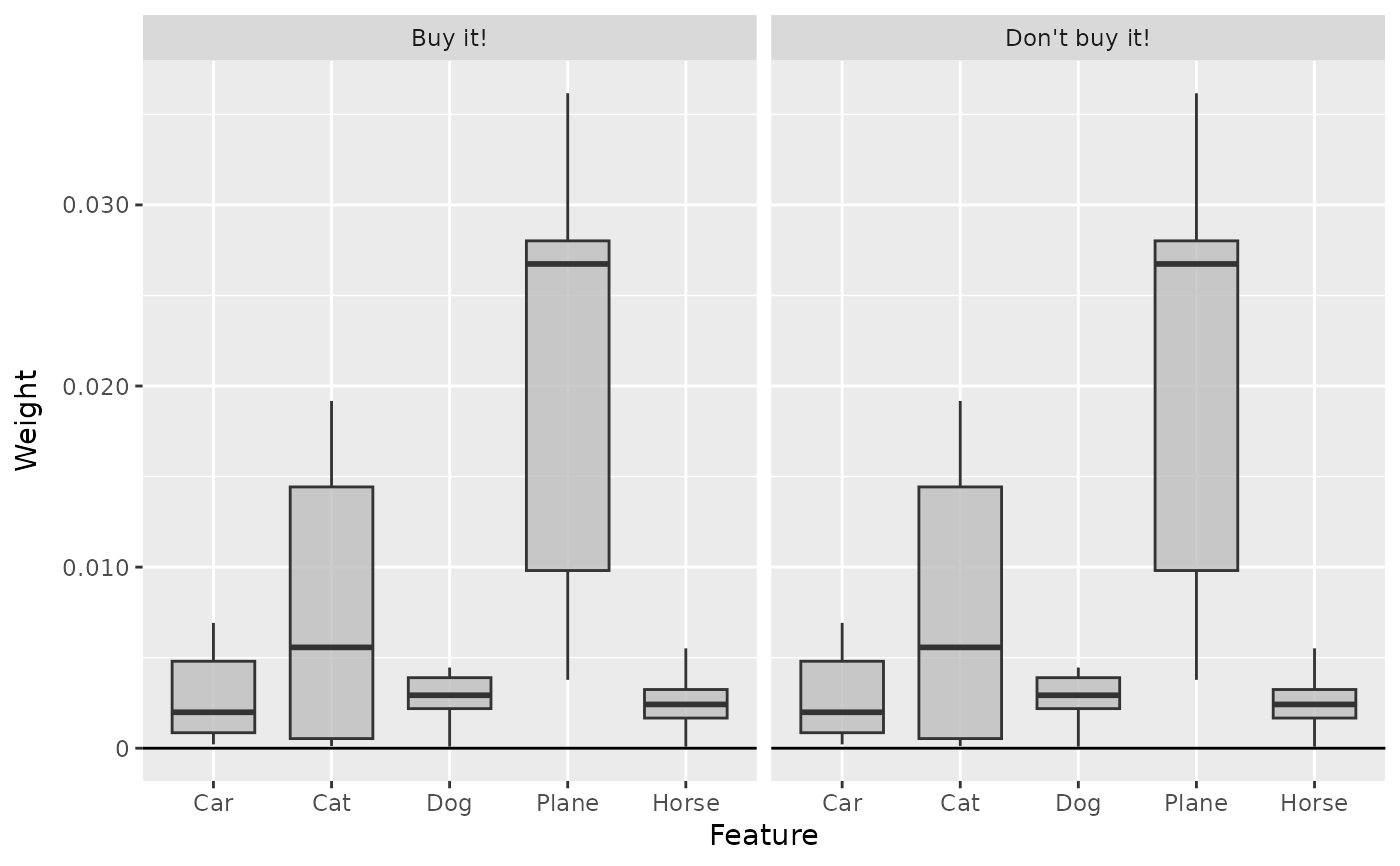 Buy it!
Don't buy it!
Weight
0.030
0.020
0.010
0
Car Cat Dog Plane Horse
Car Cat Dog Plane Horse
Feature